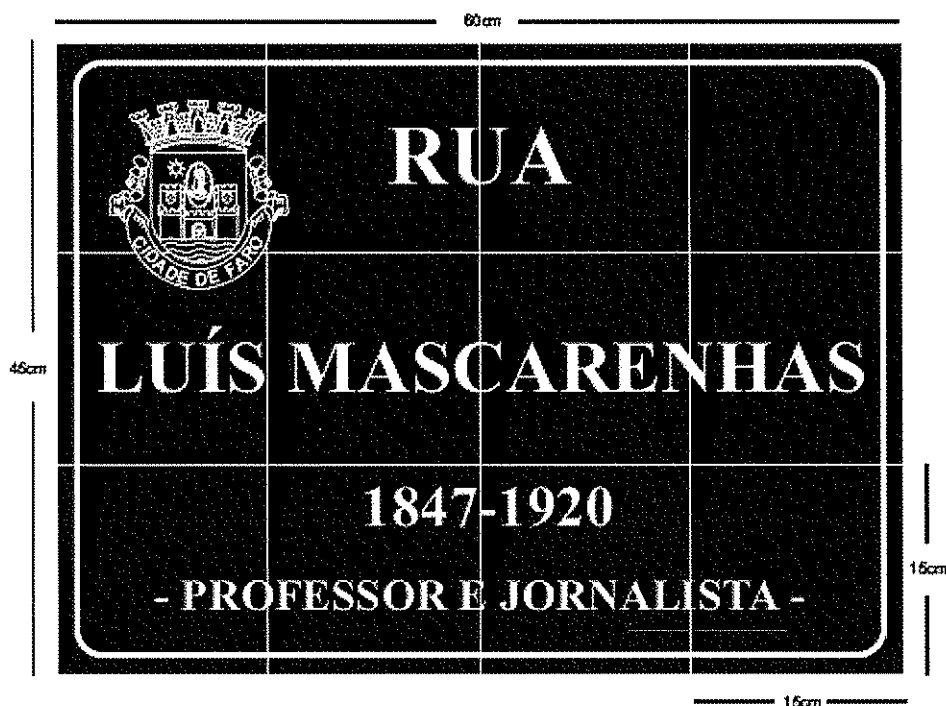 60cm
RUA
CIDADE DE FARO
45cm
LUÍS MASCARENHAS
1847-1920
15cm
- PROFESSOR E JORNALISTA -
15cm